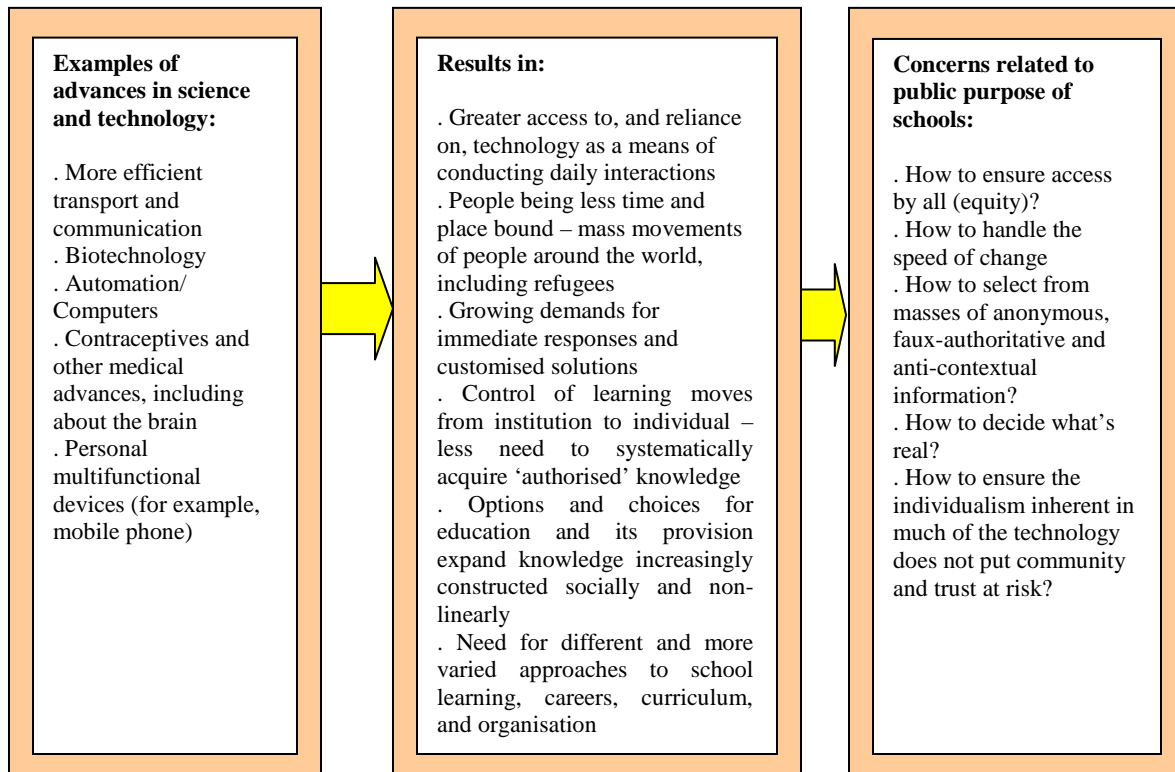 Examples of
advances in science
and technology:
. More efficient
transport and
communication
. Biotechnology
. Automation/
Computers
. Contraceptives and
other medical
advances, including
about the brain
. Personal
multifunctional
devices (for example,
mobile phone)
Results in:
. Greater access to, and reliance
on, technology as a means of
conducting daily interactions
. People being less time and
place bound – mass movements
of people around the world,
including refugees
. Growing demands for
immediate responses and
customised solutions
. Control of learning moves
from institution to individual –
less need to systematically
acquire ‘authorised’ knowledge
. Options and choices for
education and its provision
expand knowledge increasingly
constructed socially and non-
linearly
. Need for different and more
varied approaches to school
learning, careers, curriculum,
and organisation
Concerns related to
public purpose of
schools:
. How to ensure access
by all (equity)?
. How to handle the
speed of change
. How to select from
masses of anonymous,
faux-authoritative and
anti-contextual
information?
. How to decide what’s
real?
. How to ensure the
individualism inherent in
much of the technology
does not put community
and trust at risk?